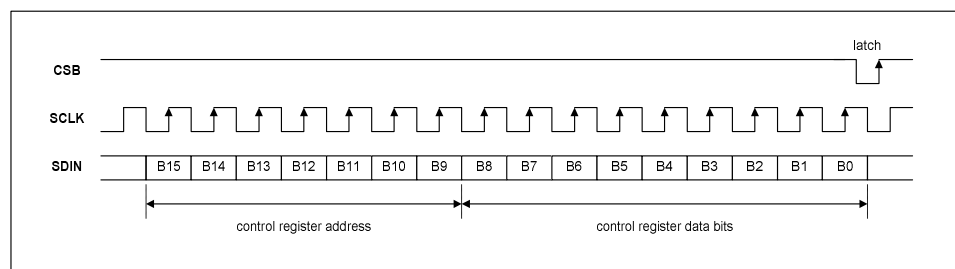 latch
CSB
SCLK
SDIN B15 B14 B13 B12 B11 B10 B9 B8 B7 B6 B5 B4 B3 B2 B1 B0
control register address control register data bits